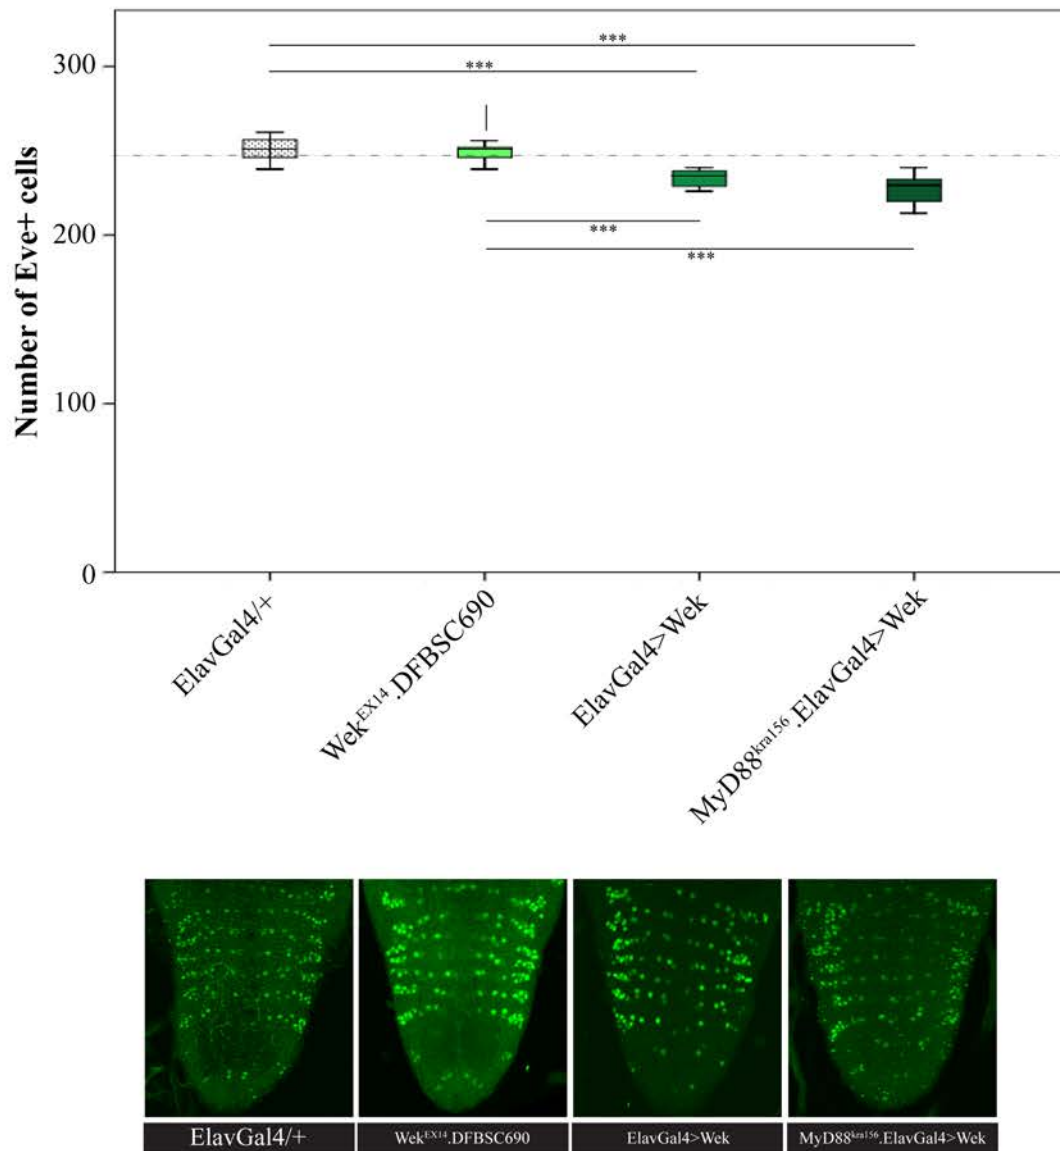 Number of Eve+ cells
300
200
100
0
***
***
***
***
ElavGal4/+
Wek^EX14.DFBSC690
ElavGal4>Wek
MyD88^kra156.ElavGal4>Wek
ElavGal4/+
Wek^EX14.DFBSC690
ElavGal4>Wek
MyD88^kra156.ElavGal4>Wek